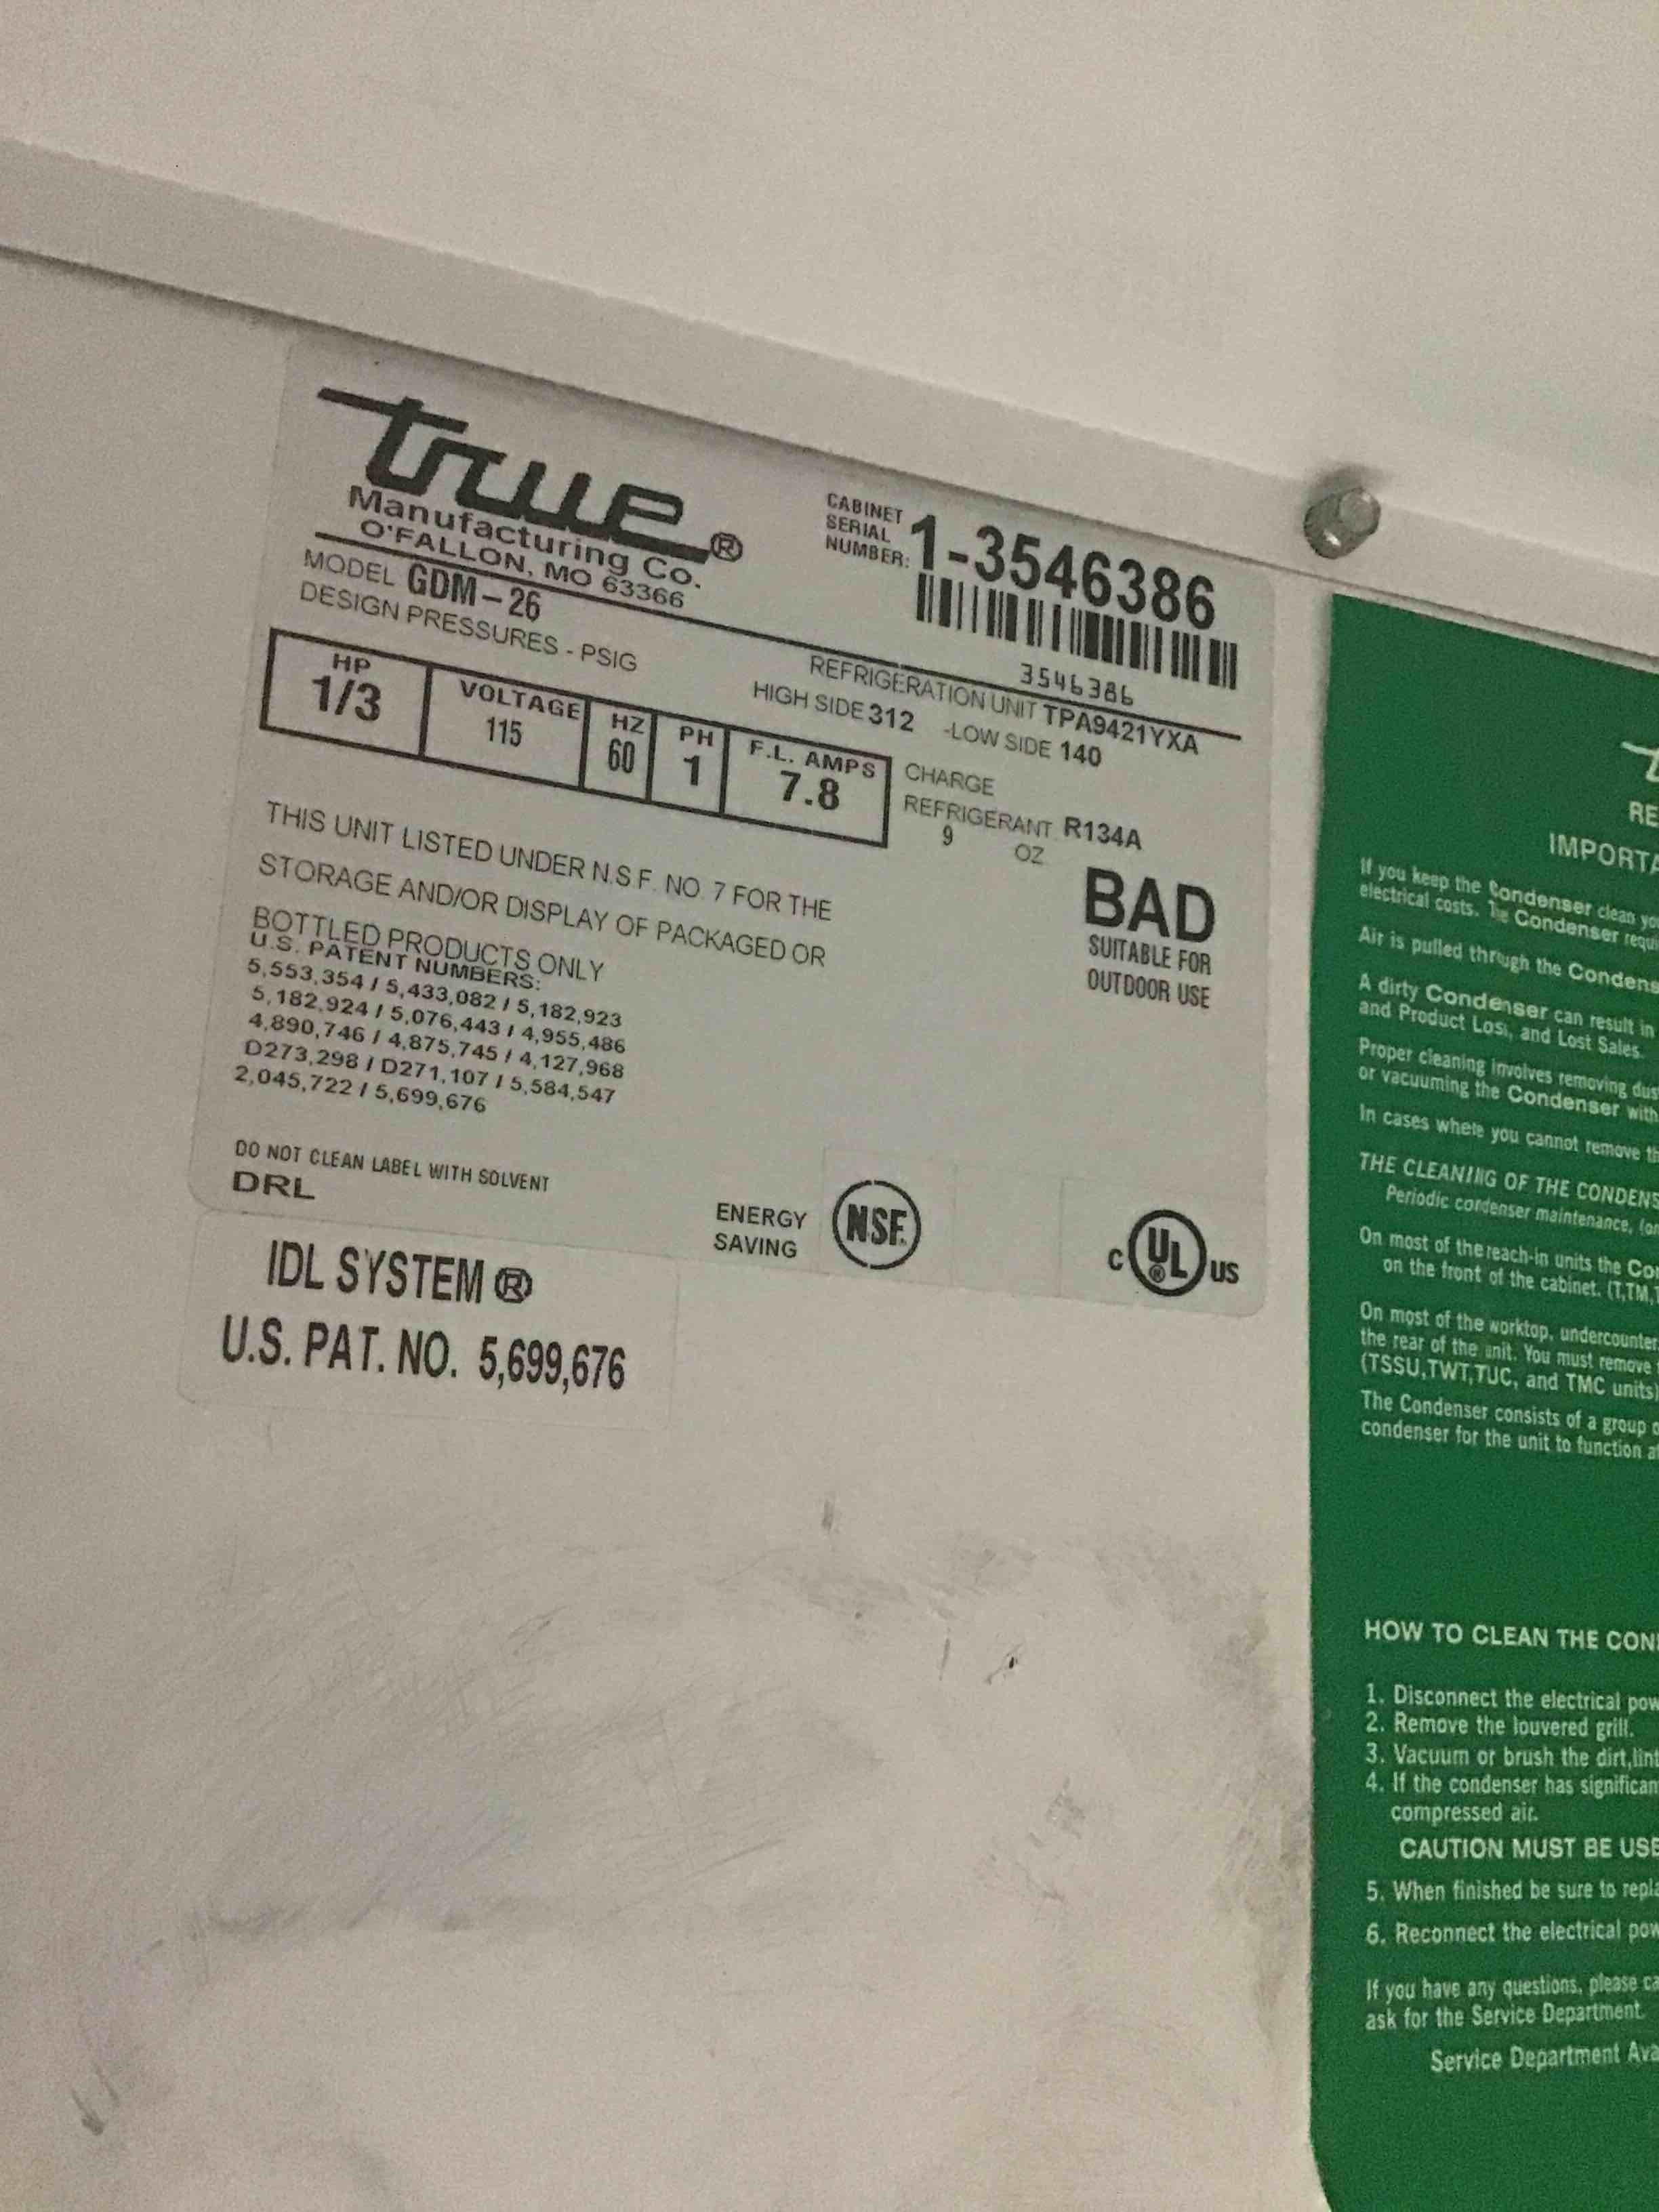 true®
Manufacturing Co.
O'FALLON, MO 63366
CABINET
SERIAL
NUMBER: 1-3546386
3546386
MODEL GDM-26
REFRIGERATION UNIT TPA9421YXA
DESIGN PRESSURES - PSIG
HIGH SIDE 312 -LOW SIDE 140
HP
1/3
VOLTAGE
115
HZ
60
PH
1
F.L. AMPS
7.8
CHARGE
REFRIGERANT R134A
9 OZ
THIS UNIT LISTED UNDER N.S.F. NO. 7 FOR THE
STORAGE AND/OR DISPLAY OF PACKAGED OR
BOTTLED PRODUCTS ONLY
BAD
SUITABLE FOR
OUTDOOR USE
U.S. PATENT NUMBERS:
5,553,354 / 5,433,082 / 5,182,923
5,182,924 / 5,076,443 / 4,955,486
4,890,746 / 4,875,745 / 4,127,968
D273,298 / D271,107 / 5,584,547
2,045,722 / 5,699,676
DO NOT CLEAN LABEL WITH SOLVENT
DRL
ENERGY
SAVING
NSF.
C UL® US
IDL SYSTEM ®
U.S. PAT. NO. 5,699,676
RE
IMPORTA
If you keep the Condenser clean yo
electrical costs. The Condenser requi
Air is pulled through the Condens
A dirty Condenser can result in
and Product Loss, and Lost Sales.
Proper cleaning involves removing dus
or vacuuming the Condenser with
In cases where you cannot remove th
THE CLEANING OF THE CONDENS
Periodic condenser maintenance, (or
On most of the reach-in units the Co
on the front of the cabinet. (T,TM,
On most of the worktop, undercounter
the rear of the unit. You must remove
(TSSU,TWT,TUC, and TMC units)
The Condenser consists of a group o
condenser for the unit to function a
HOW TO CLEAN THE CON
1. Disconnect the electrical pow
2. Remove the louvered grill.
3. Vacuum or brush the dirt,lint
4. If the condenser has significan
compressed air.
CAUTION MUST BE USE
5. When finished be sure to repla
6. Reconnect the electrical pow
If you have any questions, please ca
ask for the Service Department.
Service Department Ava